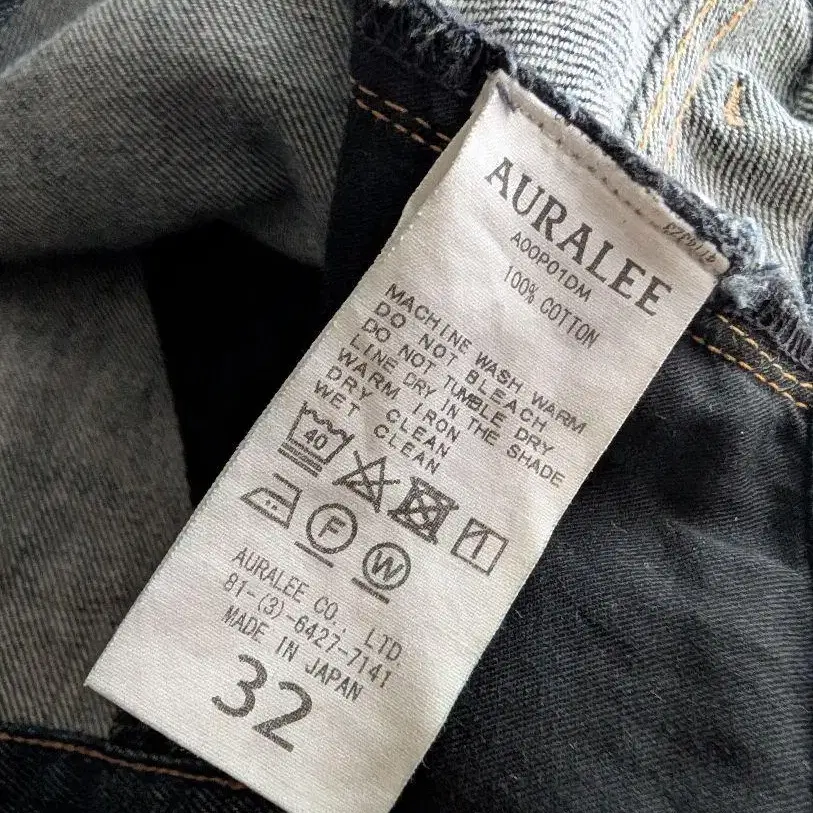 AURALEE
A00P01DM
100% COTTON
MACHINE WASH WARM
DO NOT BLEACH
DO NOT TUMBLE DRY
LINE DRY IN THE SHADE
WARM IRON
DRY CLEAN
WET CLEAN
40
F
W
AURALEE CO., LTD.
81-(3)-6427-7141
MADE IN JAPAN
32